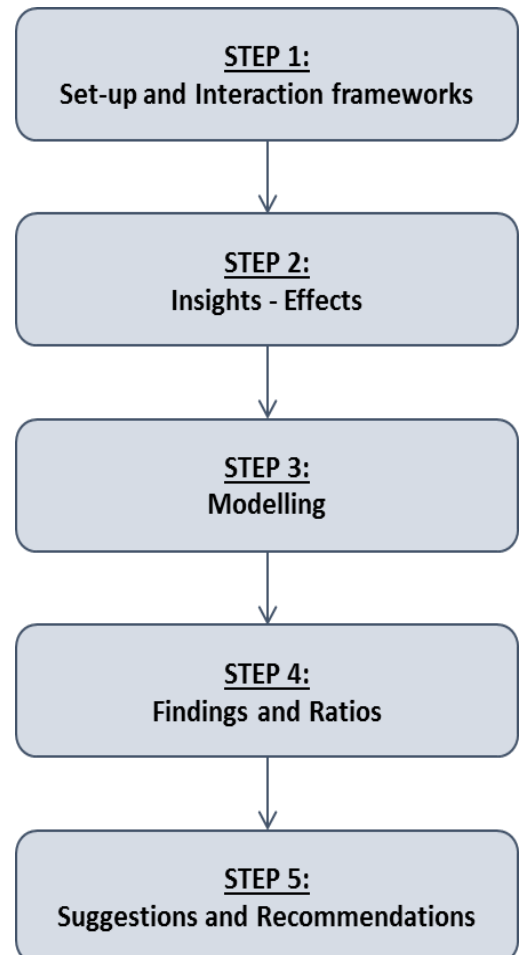 STEP 1:
Set-up and Interaction frameworks
STEP 2:
Insights - Effects
STEP 3:
Modelling
STEP 4:
Findings and Ratios
STEP 5:
Suggestions and Recommendations